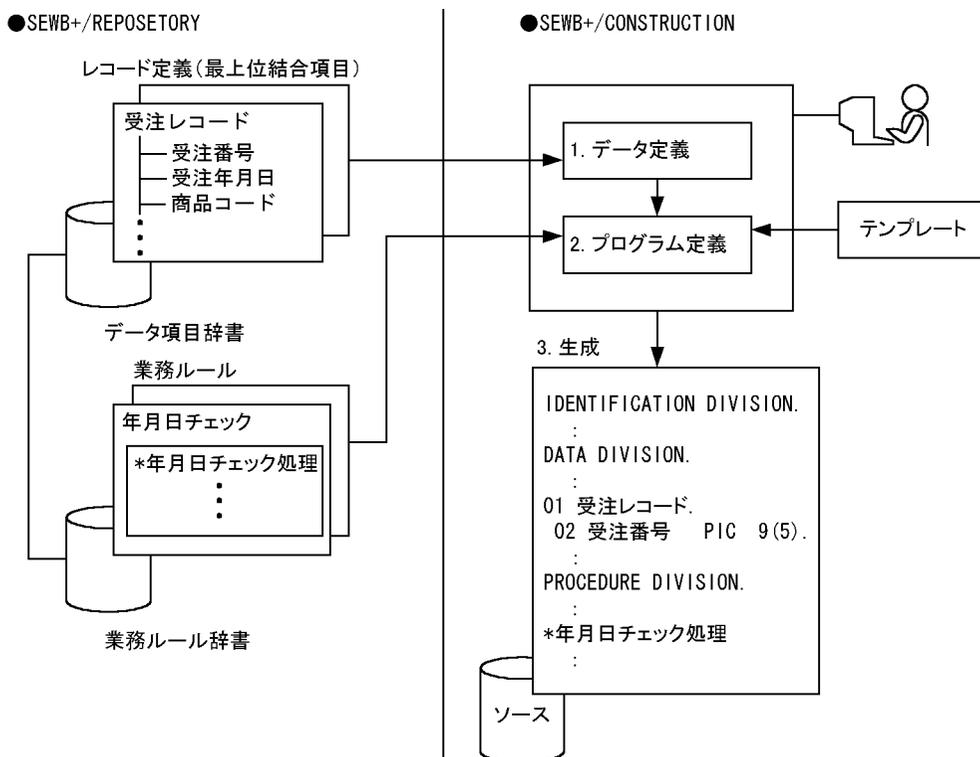 ●SEWB+/REPOSETORY
レコード定義(最上位結合項目)
受注レコード
受注番号
受注年月日
商品コード
データ項目辞書
業務ルール
年月日チェック
*年月日チェック処理
業務ルール辞書
●SEWB+/CONSTRUCTION
1.データ定義
2.プログラム定義
テンプレート
3.生成
IDENTIFICATION DIVISION.
:
DATA DIVISION.
:
01 受注レコード.
02 受注番号 PIC 9(5).
:
PROCEDURE DIVISION.
:
*年月日チェック処理
:
ソース